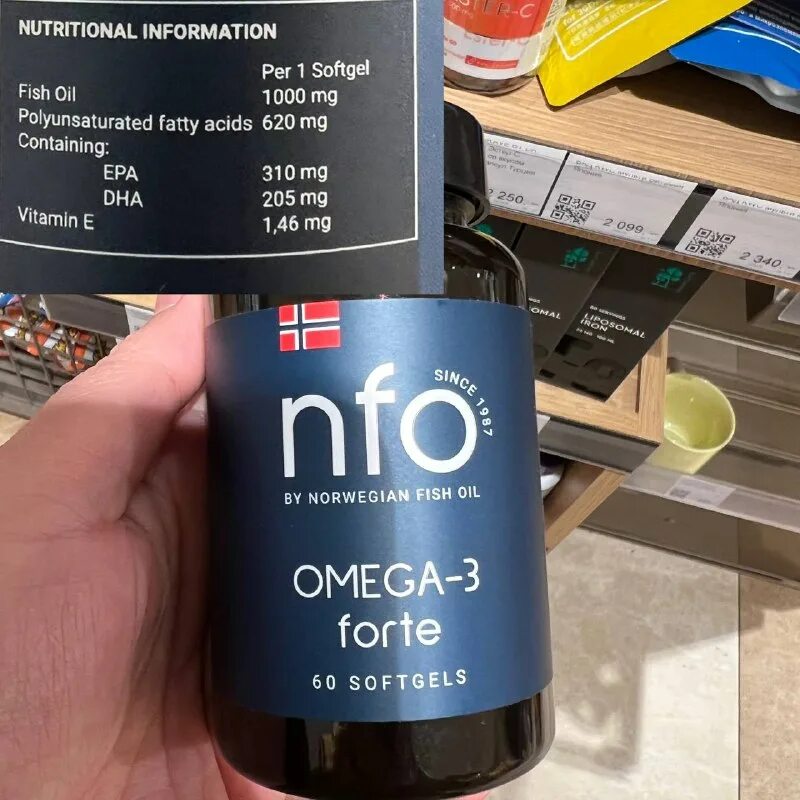 NUTRITIONAL INFORMATION
Per 1 Softgel
Fish Oil 1000 mg
Polyunsaturated fatty acids 620 mg
Containing:
EPA 310 mg
DHA 205 mg
Vitamin E 1,46 mg
250
2 099
2 340
LIPOSOMAL
IRON
nfo
SINCE 1987
BY NORWEGIAN FISH OIL
OMEGA-3
forte
60 SOFTGELS